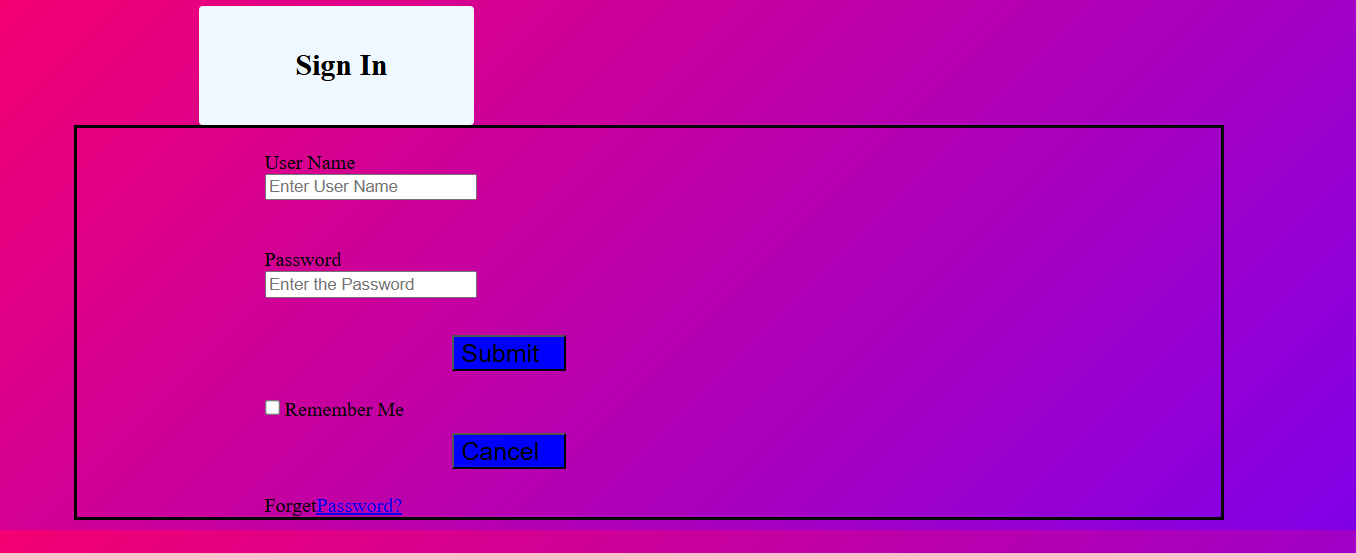 Sign In
User Name
Enter User Name
Password
Enter the Password
Submit
Remember Me
Cancel
ForgetPassword?